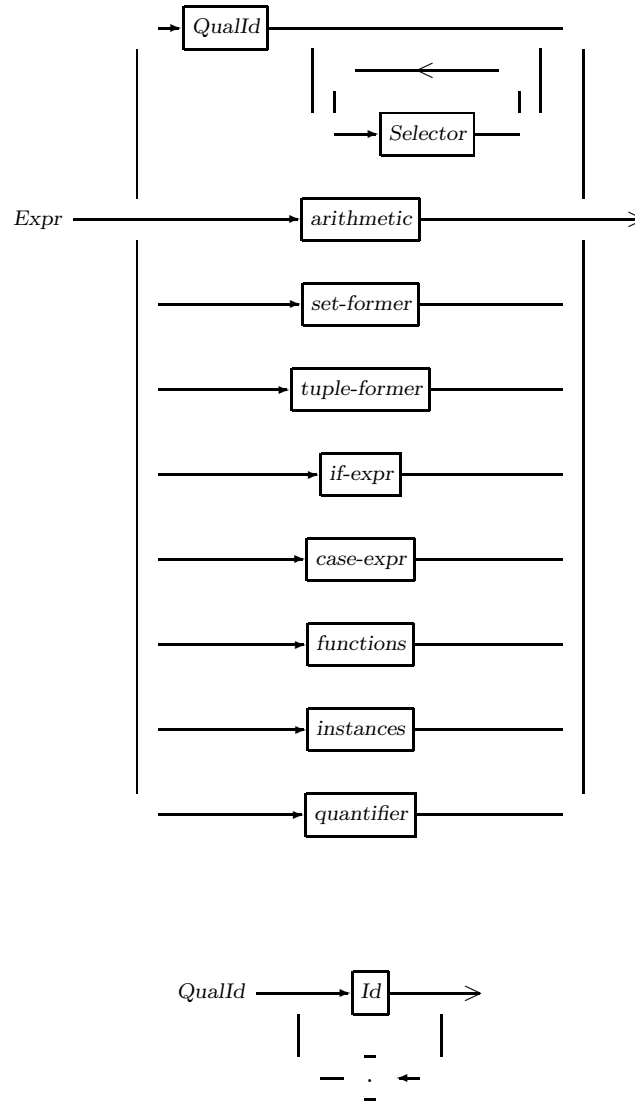 QualId
Selector
Expr arithmetic
set-former
tuple-former
if-expr
case-expr
functions
instances
quantifier
QualId Id
.